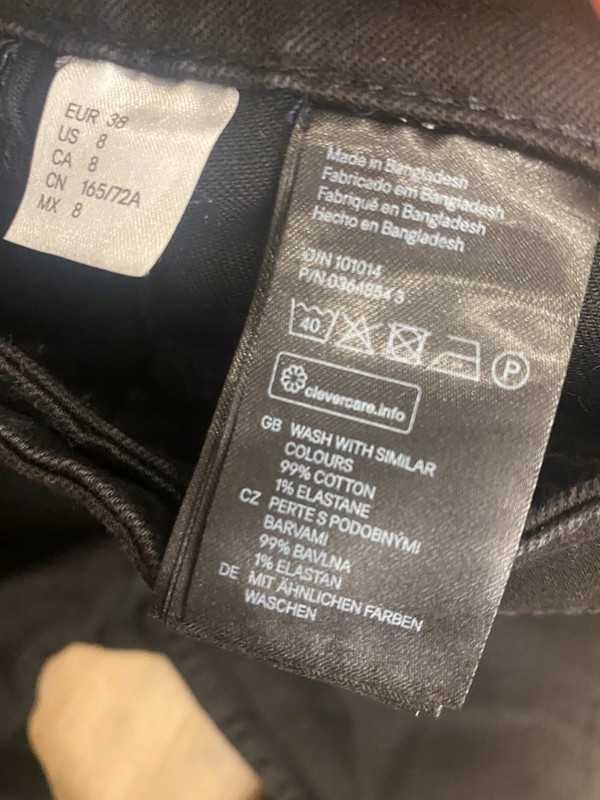 EUR 38
US 8
CA 8
CN 165/72A
MX 8
Made in Bangladesh
Fabricado em Bangladesh
Fabriqué en Bangladesh
Hecho en Bangladesh
O/N 101014
P/N 0364854 3
40
P
clevercare.info
GB WASH WITH SIMILAR
COLOURS
99% COTTON
1% ELASTANE
CZ PERTE S PODOBNÝMI
BARVAMI
99% BAVLNA
1% ELASTAN
DE MIT ÄHNLICHEN FARBEN
WASCHEN